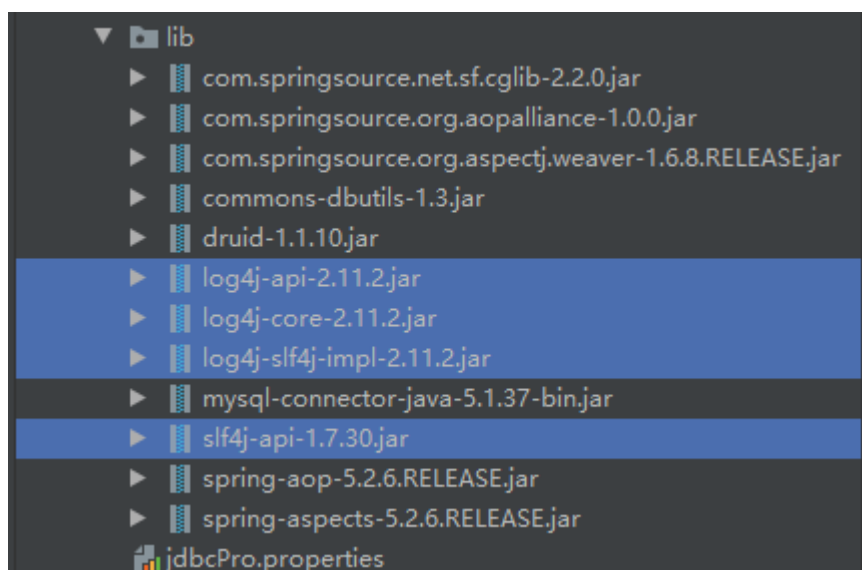 lib
com.springsource.net.sf.cglib-2.2.0.jar
com.springsource.org.aopalliance-1.0.0.jar
com.springsource.org.aspectj.weaver-1.6.8.RELEASE.jar
commons-dbutils-1.3.jar
druid-1.1.10.jar
log4j-api-2.11.2.jar
log4j-core-2.11.2.jar
log4j-slf4j-impl-2.11.2.jar
mysql-connector-java-5.1.37-bin.jar
slf4j-api-1.7.30.jar
spring-aop-5.2.6.RELEASE.jar
spring-aspects-5.2.6.RELEASE.jar
jdbcPro.properties